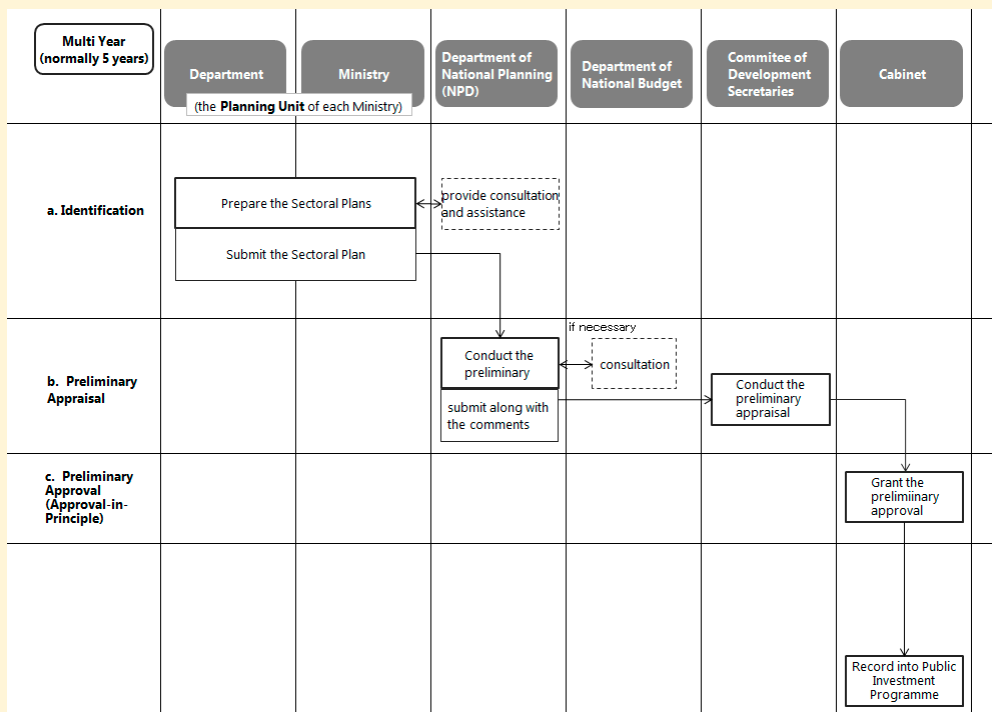 Multi Year
(normally 5 years)
Department
Ministry
Department of
National Planning
(NPD)
Department of
National Budget
Commitee of
Development
Secretaries
Cabinet
(the Planning Unit of each Ministry)
a. Identification
Prepare the Sectoral Plans
provide consultation
and assistance
Submit the Sectoral Plan
if necessary
b. Preliminary
Appraisal
Conduct the
preliminary
consultation
submit along with
the comments
Conduct the
preliminary
appraisal
c. Preliminary
Approval
(Approval-in-
Principle)
Grant the
prelimiinary
approval
Record into Public
Investment
Programme